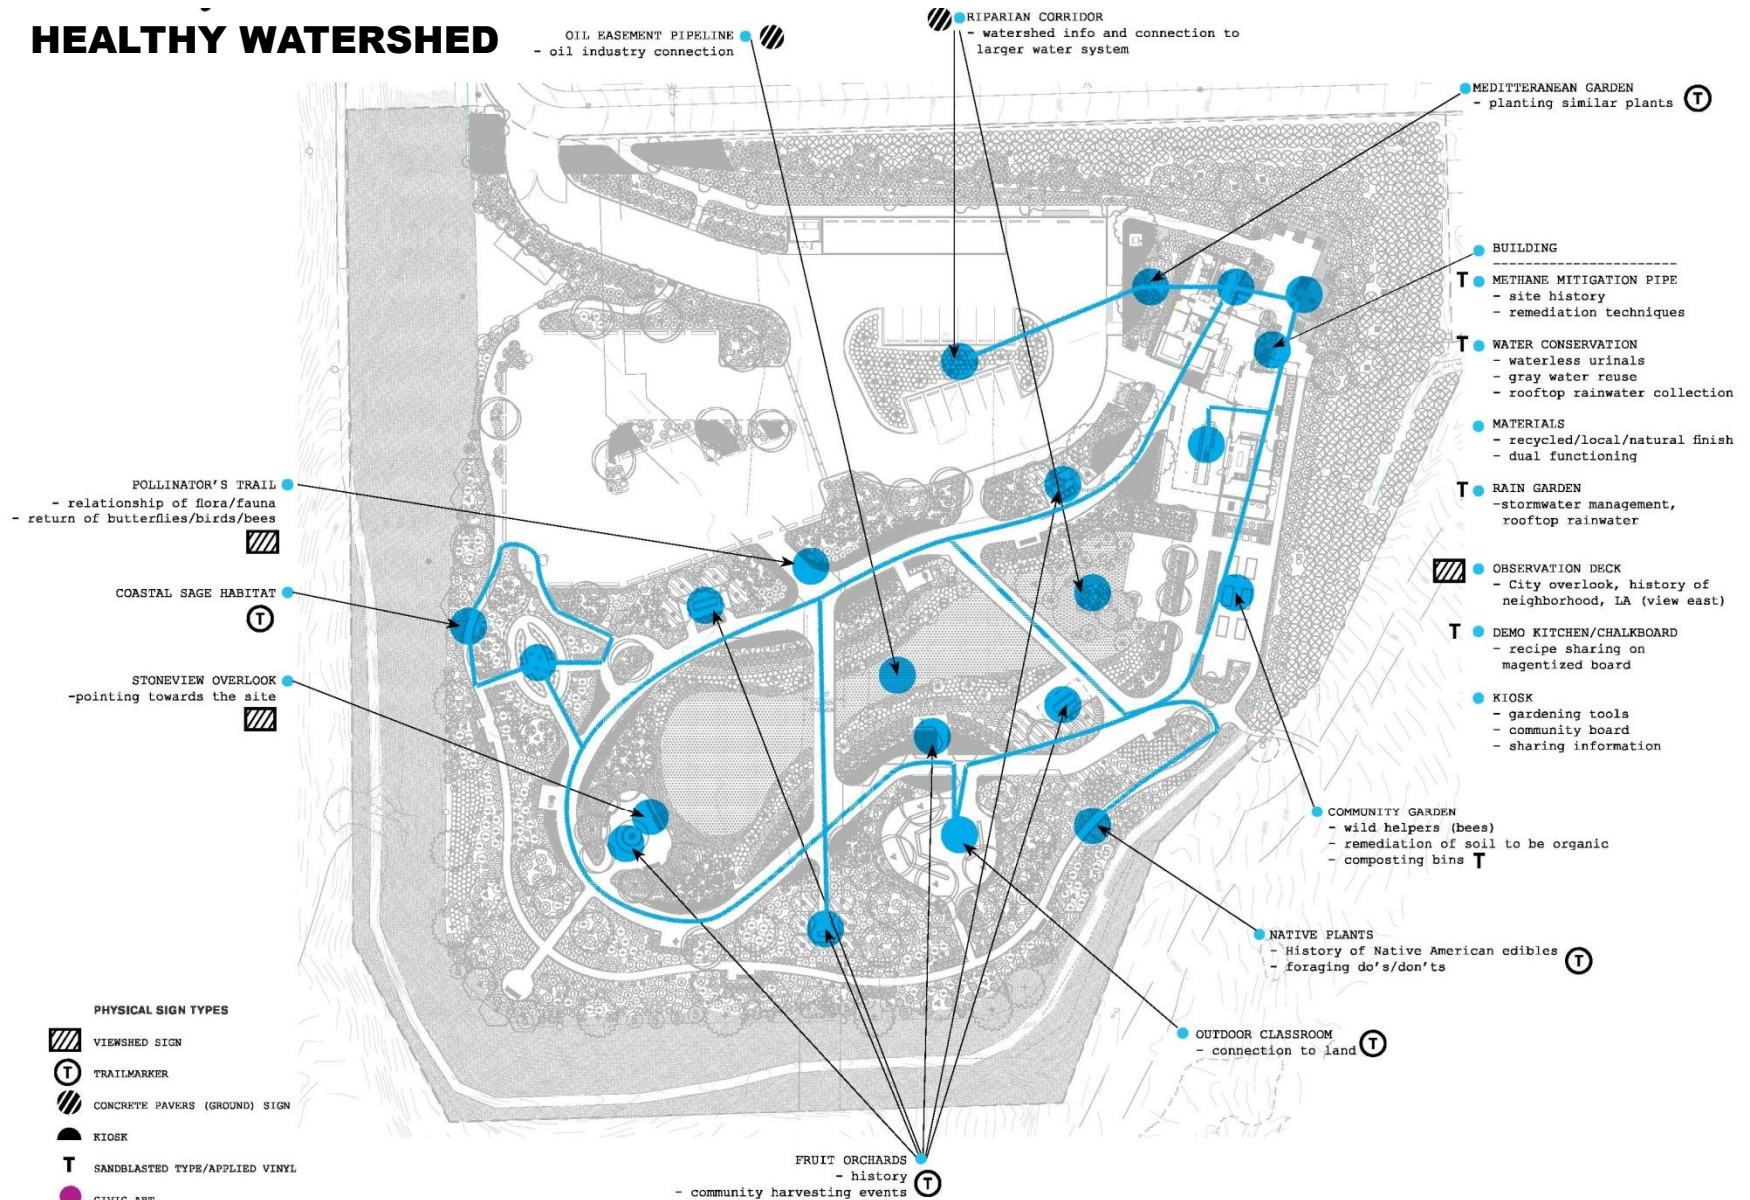 HEALTHY WATERSHED
OIL EASEMENT PIPELINE
- oil industry connection
RIPARIAN CORRIDOR
- watershed info and connection to
larger water system
MEDITTERANEAN GARDEN
- planting similar plants
T
BUILDING
-----------------------
T METHANE MITIGATION PIPE
- site history
- remediation techniques
T WATER CONSERVATION
- waterless urinals
- gray water reuse
- rooftop rainwater collection
MATERIALS
- recycled/local/natural finish
- dual functioning
T RAIN GARDEN
-stormwater management,
rooftop rainwater
OBSERVATION DECK
- City overlook, history of
neighborhood, LA (view east)
T DEMO KITCHEN/CHALKBOARD
- recipe sharing on
magentized board
KIOSK
- gardening tools
- community board
- sharing information
POLLINATOR'S TRAIL
- relationship of flora/fauna
- return of butterflies/birds/bees
COASTAL SAGE HABITAT
T
STONEVIEW OVERLOOK
-pointing towards the site
COMMUNITY GARDEN
- wild helpers (bees)
- remediation of soil to be organic
- composting bins T
NATIVE PLANTS
- History of Native American edibles
- foraging do's/don'ts
T
OUTDOOR CLASSROOM
- connection to land
T
FRUIT ORCHARDS
- history
- community harvesting events
T
PHYSICAL SIGN TYPES
VIEWSHED SIGN
T TRAILMARKER
CONCRETE PAVERS (GROUND) SIGN
KIOSK
T SANDBLASTED TYPE/APPLIED VINYL
CIVIC ART